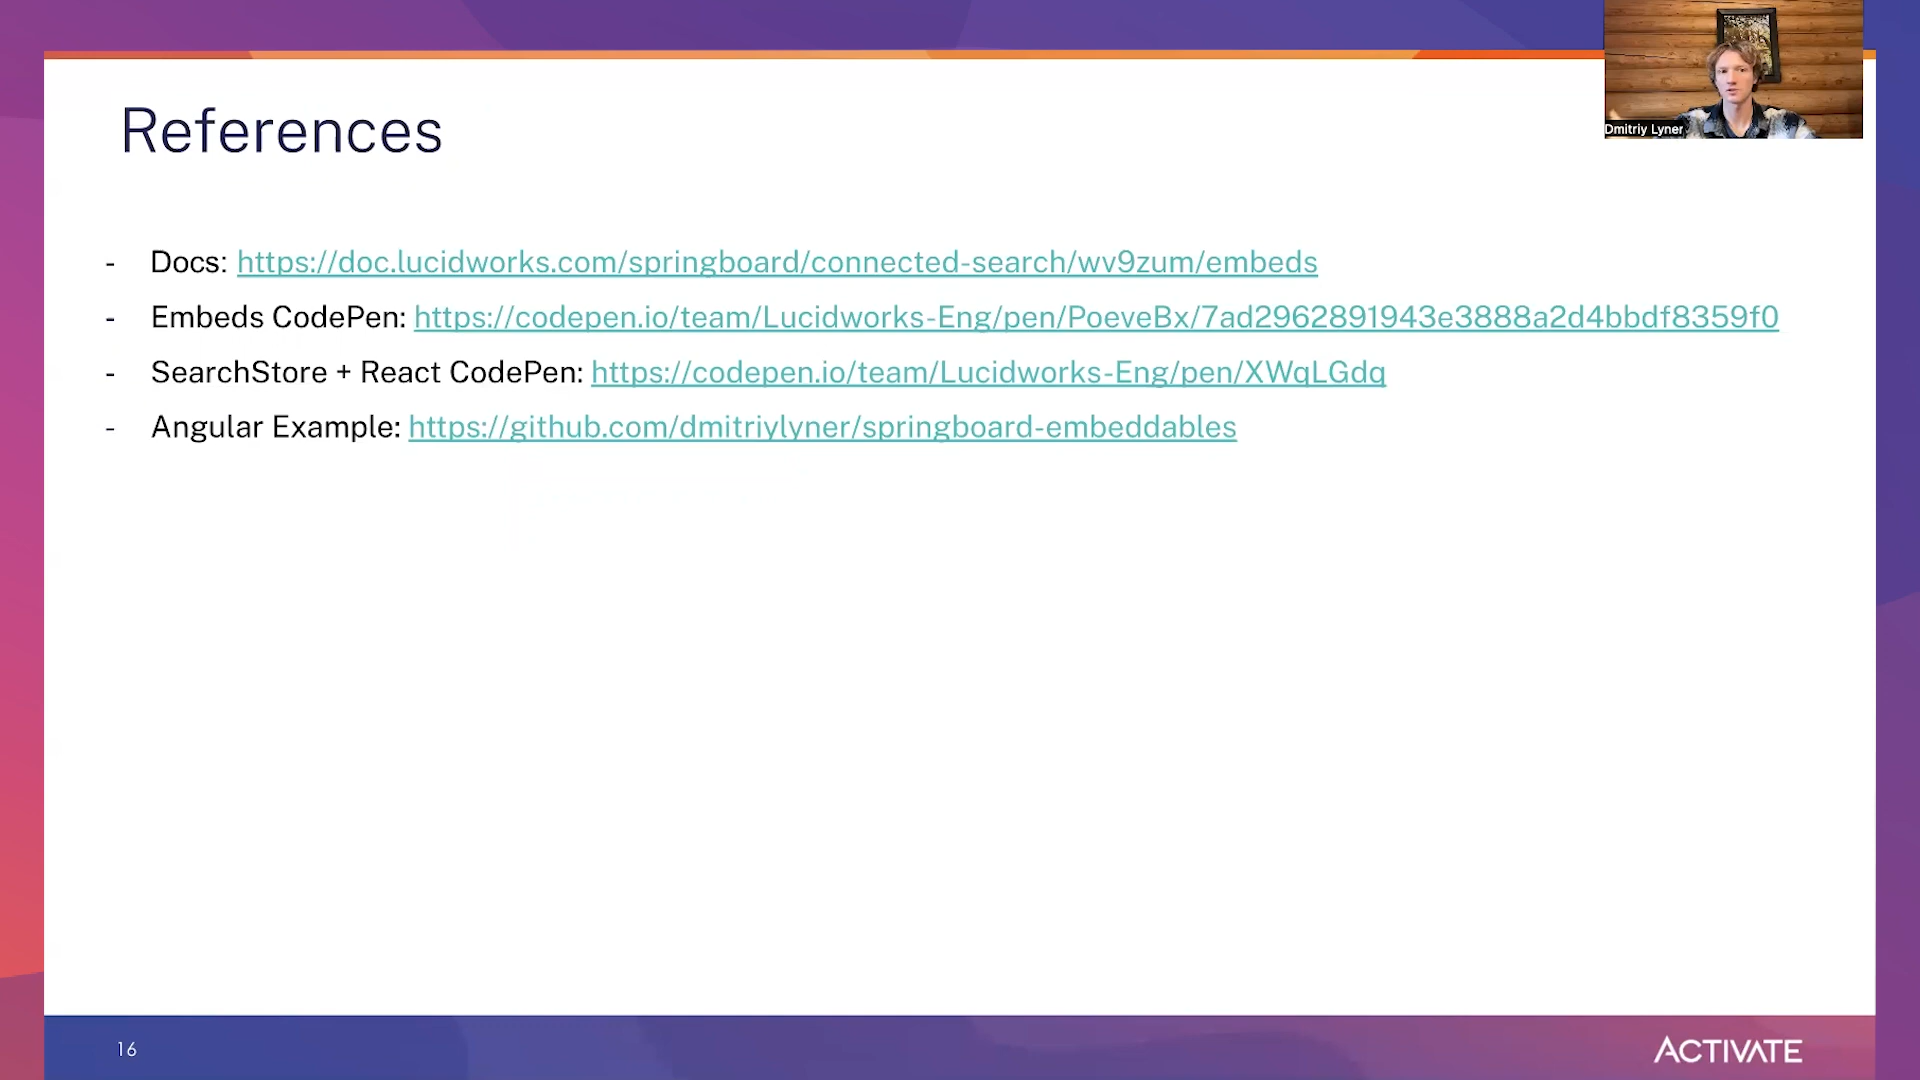 References
Dmitriy Lyner
- Docs: https://doc.lucidworks.com/springboard/connected-search/wv9zum/embeds
- Embeds CodePen: https://codepen.io/team/Lucidworks-Eng/pen/PoeveBx/7ad2962891943e3888a2d4bbdf8359f0
- SearchStore + React CodePen: https://codepen.io/team/Lucidworks-Eng/pen/XWqLGdq
- Angular Example: https://github.com/dmitriylyner/springboard-embeddables
16
ACTIVATE